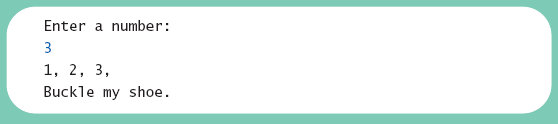 Enter a number:
3
1, 2, 3,
Buckle my shoe.